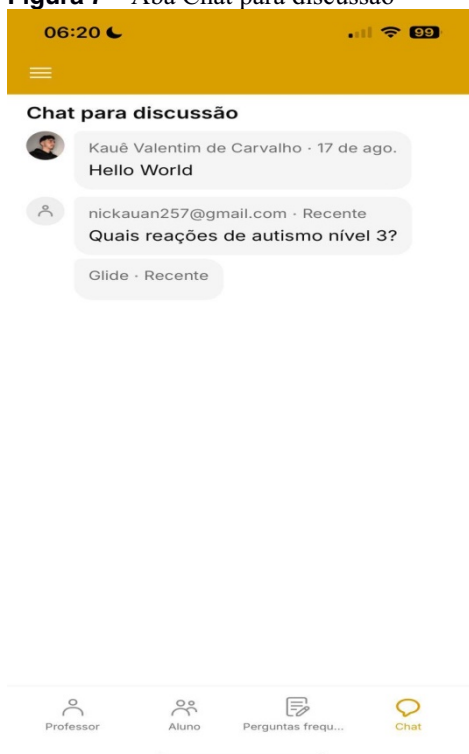 Figura 7 – Aba Chat para discussão
06:20
99
Chat para discussão
Kauê Valentim de Carvalho · 17 de ago.
Hello World
nickauan257@gmail.com · Recente
Quais reações de autismo nível 3?
Glide · Recente
Professor
Aluno
Perguntas frequ...
Chat